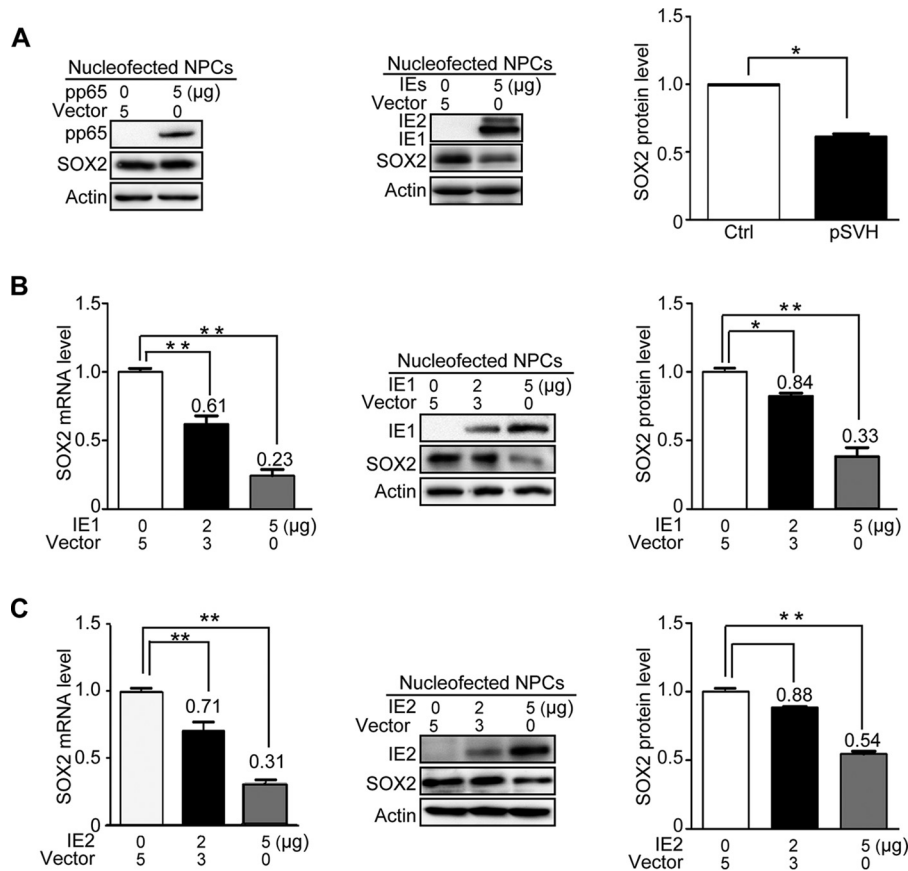 A
Nucleofected NPCs
pp65 0 5 (µg)
Vector 5 0
pp65
SOX2
Actin
Nucleofected NPCs
IEs 0 5 (µg)
Vector 5 0
IE2
IE1
SOX2
Actin
SOX2 protein level
1.5
1.0
0.5
0
*
Ctrl pSVH
B
SOX2 mRNA level
1.5
1.0
0.5
0
**
**
0.61
0.23
IE1 0 2 5 (µg)
Vector 5 3 0
Nucleofected NPCs
IE1 0 2 5 (µg)
Vector 5 3 0
IE1
SOX2
Actin
SOX2 protein level
1.5
1.0
0.5
0
**
*
0.84
0.33
IE1 0 2 5 (µg)
Vector 5 3 0
C
SOX2 mRNA level
1.5
1.0
0.5
0
**
**
0.71
0.31
IE2 0 2 5 (µg)
Vector 5 3 0
Nucleofected NPCs
IE2 0 2 5 (µg)
Vector 5 3 0
IE2
SOX2
Actin
SOX2 protein level
1.5
1.0
0.5
0
**
0.88
0.54
IE2 0 2 5 (µg)
Vector 5 3 0